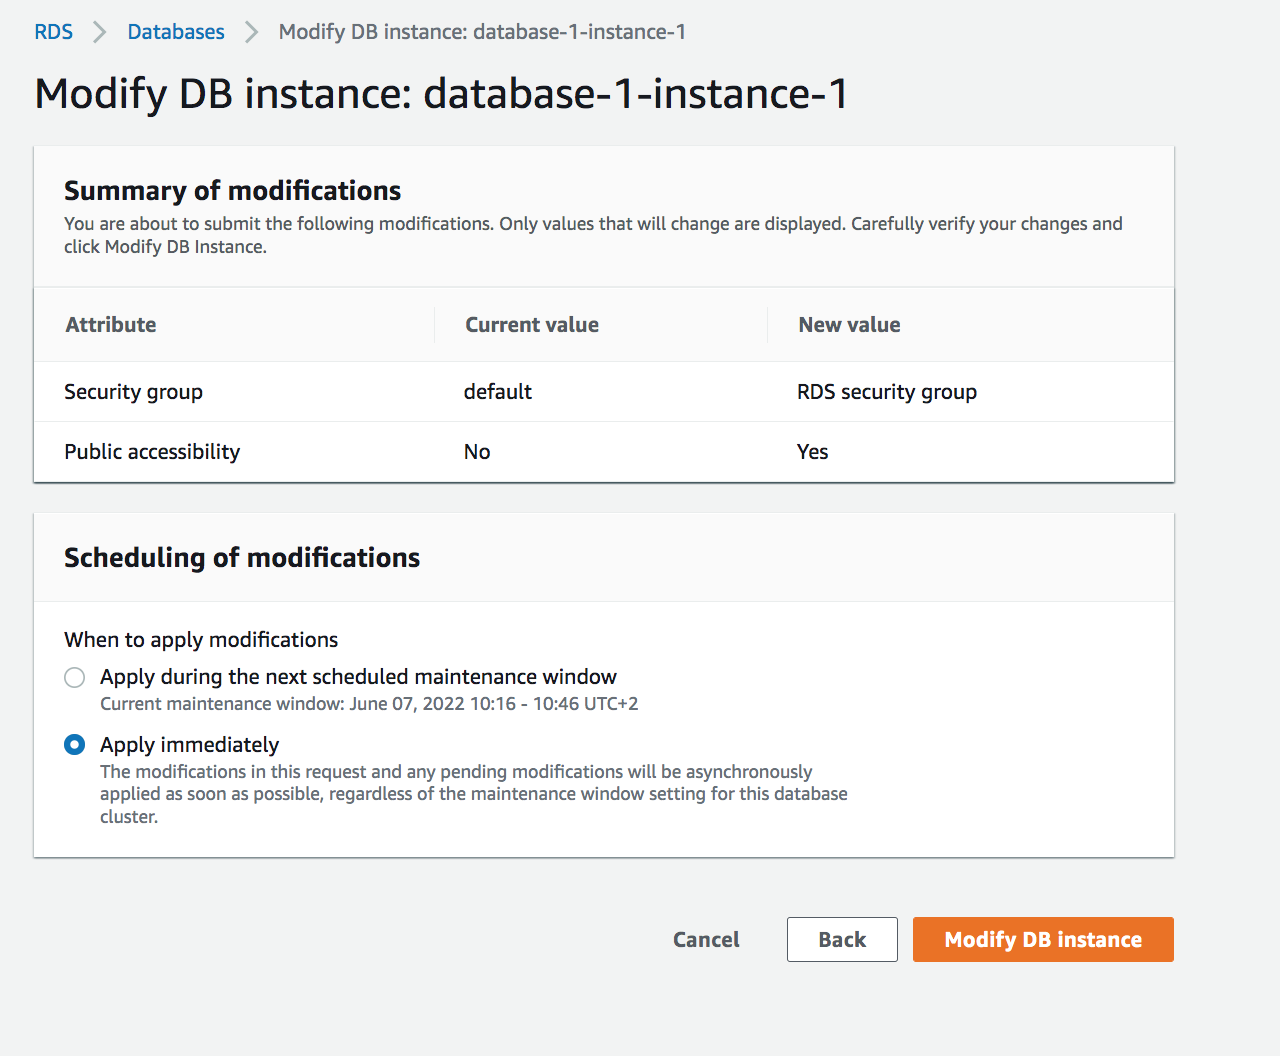 RDS > Databases > Modify DB instance: database-1-instance-1
Modify DB instance: database-1-instance-1
Summary of modifications
You are about to submit the following modifications. Only values that will change are displayed. Carefully verify your changes and
click Modify DB Instance.
Attribute Current value New value
Security group default RDS security group
Public accessibility No Yes
Scheduling of modifications
When to apply modifications
Apply during the next scheduled maintenance window
Current maintenance window: June 07, 2022 10:16 - 10:46 UTC+2
Apply immediately
The modifications in this request and any pending modifications will be asynchronously
applied as soon as possible, regardless of the maintenance window setting for this database
cluster.
Cancel Back Modify DB instance